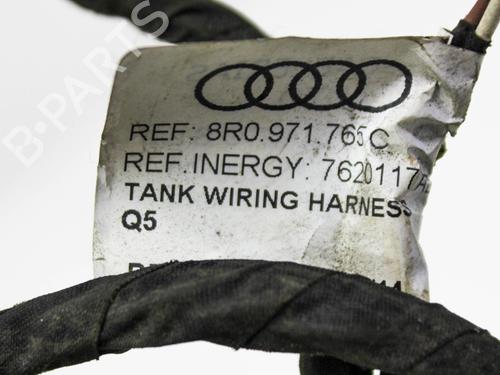 B-PARTS
REF: 8R0.971.765C
REF.INERGY: 7620117
TANK WIRING HARNESS
Q5